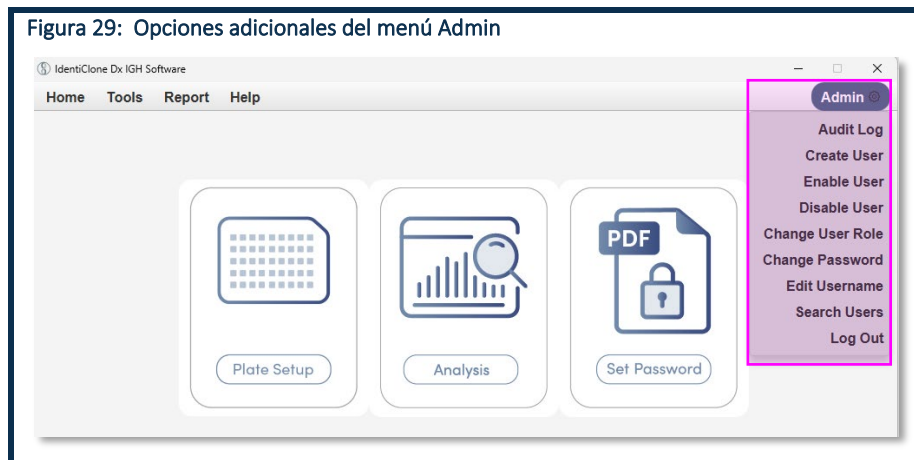 Figura 29:  Opciones adicionales del menú Admin
IdentiClone Dx IGH Software
Home Tools Report Help Admin
Audit Log
Create User
Enable User
Disable User
Change User Role
Change Password
Edit Username
Search Users
Log Out
PDF
Plate Setup Analysis Set Password